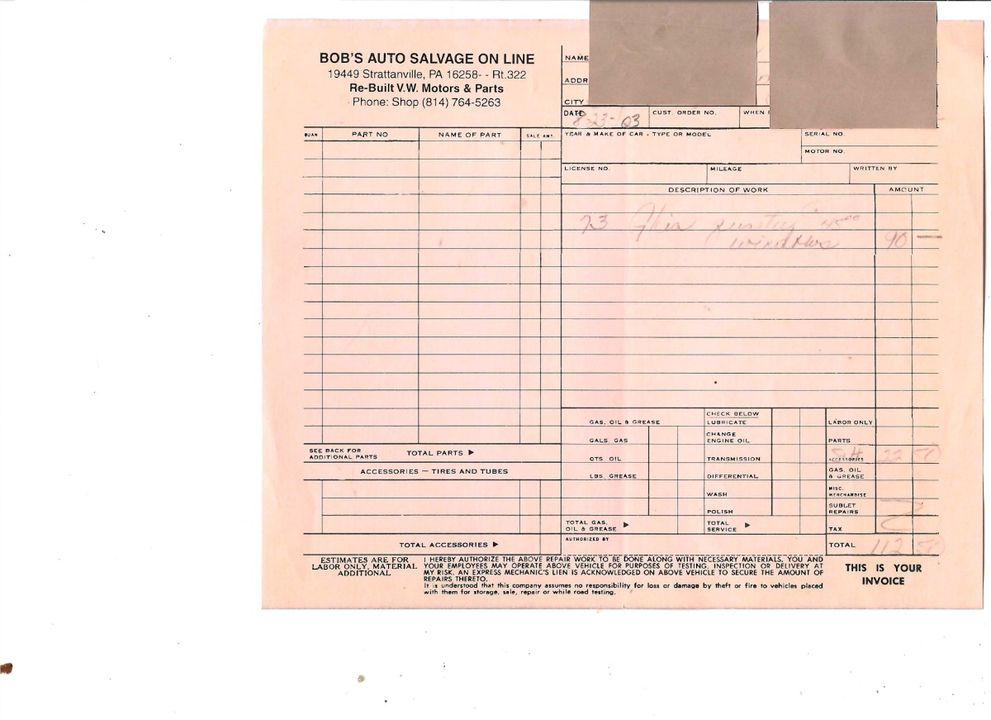 BOB'S AUTO SALVAGE ON LINE
19449 Strattanville, PA 16258- - Rt.322
Re-Built V.W. Motors & Parts
Phone: Shop (814) 764-5263
NAME
ADDR
CITY
DATE 8-23-03 CUST. ORDER NO. WHEN
YEAR & MAKE OF CAR - TYPE OR MODEL SERIAL NO.
MOTOR NO.
LICENSE NO. MILEAGE WRITTEN BY
QUAN PART NO NAME OF PART SALE AMT.
DESCRIPTION OF WORK AMOUNT
73
windows 90 —
SEE BACK FOR ADDITIONAL PARTS TOTAL PARTS ▶
ACCESSORIES — TIRES AND TUBES
TOTAL ACCESSORIES ▶
GAS, OIL & GREASE
GALS. GAS
QTS. OIL
LBS. GREASE
TOTAL GAS, OIL & GREASE ▶
CHECK BELOW
LUBRICATE
CHANGE ENGINE OIL
TRANSMISSION
DIFFERENTIAL
WASH
POLISH
TOTAL SERVICE ▶
AUTHORIZED BY
LABOR ONLY
PARTS
ACCESSORIES S+H 22 50
GAS, OIL & GREASE
MISC. MERCHANDISE
SUBLET REPAIRS
TAX
TOTAL 112 50
ESTIMATES ARE FOR
LABOR ONLY, MATERIAL
ADDITIONAL
I HEREBY AUTHORIZE THE ABOVE REPAIR WORK TO BE DONE ALONG WITH NECESSARY MATERIALS. YOU AND
YOUR EMPLOYEES MAY OPERATE ABOVE VEHICLE FOR PURPOSES OF TESTING, INSPECTION OR DELIVERY AT
MY RISK. AN EXPRESS MECHANIC'S LIEN IS ACKNOWLEDGED ON ABOVE VEHICLE TO SECURE THE AMOUNT OF
REPAIRS THERETO.
It is understood that this company assumes no responsibility for loss or damage by theft or fire to vehicles placed
with them for storage, sale, repair or while road testing.
THIS IS YOUR
INVOICE